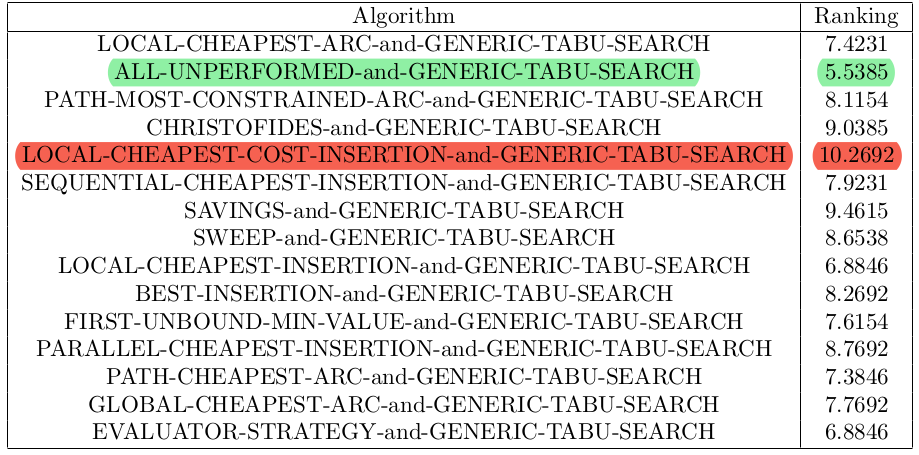 Algorithm Ranking
LOCAL-CHEAPEST-ARC-and-GENERIC-TABU-SEARCH 7.4231
ALL-UNPERFORMED-and-GENERIC-TABU-SEARCH 5.5385
PATH-MOST-CONSTRAINED-ARC-and-GENERIC-TABU-SEARCH 8.1154
CHRISTOFIDES-and-GENERIC-TABU-SEARCH 9.0385
LOCAL-CHEAPEST-COST-INSERTION-and-GENERIC-TABU-SEARCH 10.2692
SEQUENTIAL-CHEAPEST-INSERTION-and-GENERIC-TABU-SEARCH 7.9231
SAVINGS-and-GENERIC-TABU-SEARCH 9.4615
SWEEP-and-GENERIC-TABU-SEARCH 8.6538
LOCAL-CHEAPEST-INSERTION-and-GENERIC-TABU-SEARCH 6.8846
BEST-INSERTION-and-GENERIC-TABU-SEARCH 8.2692
FIRST-UNBOUND-MIN-VALUE-and-GENERIC-TABU-SEARCH 7.6154
PARALLEL-CHEAPEST-INSERTION-and-GENERIC-TABU-SEARCH 8.7692
PATH-CHEAPEST-ARC-and-GENERIC-TABU-SEARCH 7.3846
GLOBAL-CHEAPEST-ARC-and-GENERIC-TABU-SEARCH 7.7692
EVALUATOR-STRATEGY-and-GENERIC-TABU-SEARCH 6.8846